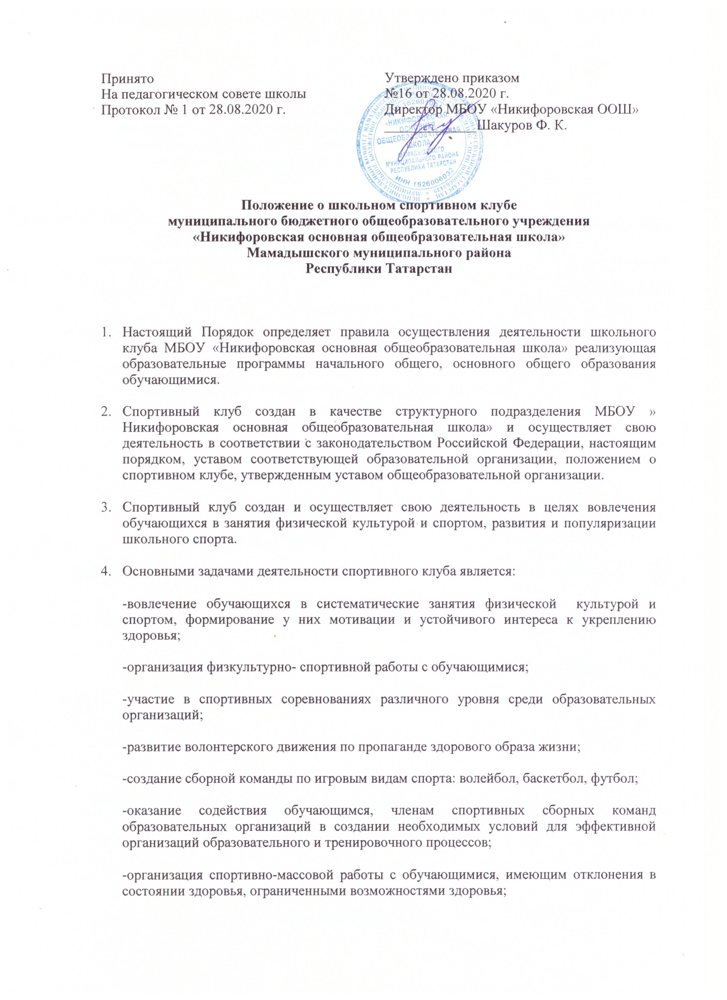 Принято
На педагогическом совете школы
Протокол № 1 от 28.08.2020 г.
Утверждено приказом
№16 от 28.08.2020 г.
Директор МБОУ «Никифоровская ООШ»
_____________Шакуров Ф. К.
«НИКИФОРОВСКАЯ
ОСНОВНАЯ
ОБЩЕОБРАЗОВАТЕЛЬНАЯ
ШКОЛА»
МАМАДЫШСКОГО
МУНИЦИПАЛЬНОГО РАЙОНА
РЕСПУБЛИКИ ТАТАРСТАН
ИНН 1626006032
Положение о школьном спортивном клубе
муниципального бюджетного общеобразовательного учреждения
«Никифоровская основная общеобразовательная школа»
Мамадышского муниципального района
Республики Татарстан
1. Настоящий Порядок определяет правила осуществления деятельности школьного
клуба МБОУ «Никифоровская основная общеобразовательная школа» реализующая
образовательные программы начального общего, основного общего образования
обучающимися.
2. Спортивный клуб создан в качестве структурного подразделения МБОУ »
Никифоровская основная общеобразовательная школа» и осуществляет свою
деятельность в соответствии с законодательством Российской Федерации, настоящим
порядком, уставом соответствующей образовательной организации, положением о
спортивном клубе, утвержденным уставом общеобразовательной организации.
3. Спортивный клуб создан и осуществляет свою деятельность в целях вовлечения
обучающихся в занятия физической культурой и спортом, развития и популяризации
школьного спорта.
4. Основными задачами деятельности спортивного клуба является:
-вовлечение обучающихся в систематические занятия физической культурой и
спортом, формирование у них мотивации и устойчивого интереса к укреплению
здоровья;
-организация физкультурно- спортивной работы с обучающимися;
-участие в спортивных соревнованиях различного уровня среди образовательных
организаций;
-развитие волонтерского движения по пропаганде здорового образа жизни;
-создание сборной команды по игровым видам спорта: волейбол, баскетбол, футбол;
-оказание содействия обучающимся, членам спортивных сборных команд
образовательных организаций в создании необходимых условий для эффективной
организаций образовательного и тренировочного процессов;
-организация спортивно-массовой работы с обучающимися, имеющим отклонения в
состоянии здоровья, ограниченными возможностями здоровья;